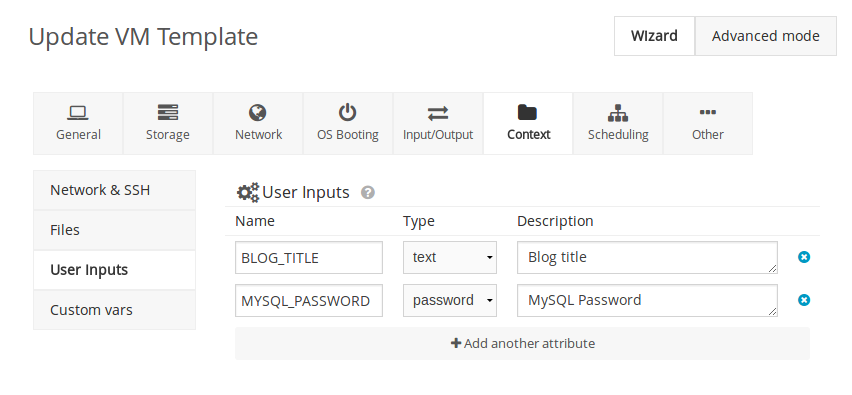 Update VM Template
Wizard Advanced mode
General Storage Network OS Booting Input/Output Context Scheduling Other
Network & SSH
Files
User Inputs
Custom vars
User Inputs ?
Name Type Description
BLOG_TITLE text Blog title
MYSQL_PASSWORD password MySQL Password
+ Add another attribute